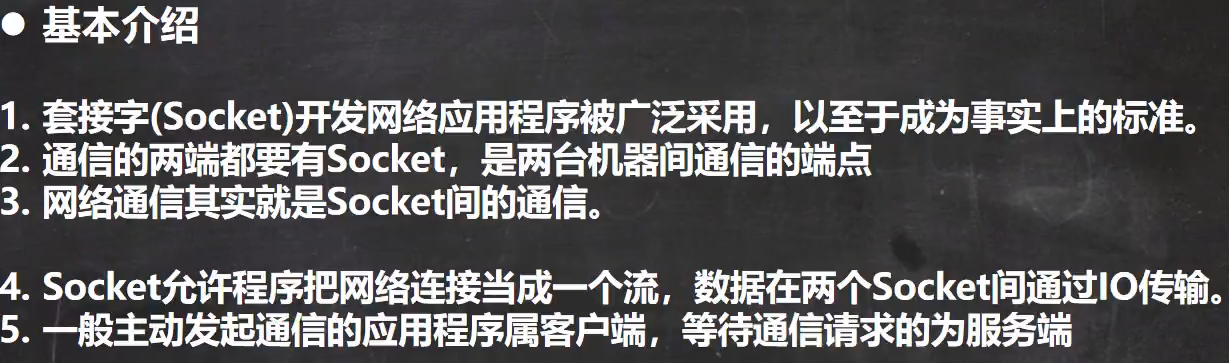 ● 基本介绍
1. 套接字(Socket)开发网络应用程序被广泛采用，以至于成为事实上的标准。
2. 通信的两端都要有Socket，是两台机器间通信的端点
3. 网络通信其实就是Socket间的通信。
4. Socket允许程序把网络连接当成一个流，数据在两个Socket间通过IO传输。
5. 一般主动发起通信的应用程序属客户端，等待通信请求的为服务端